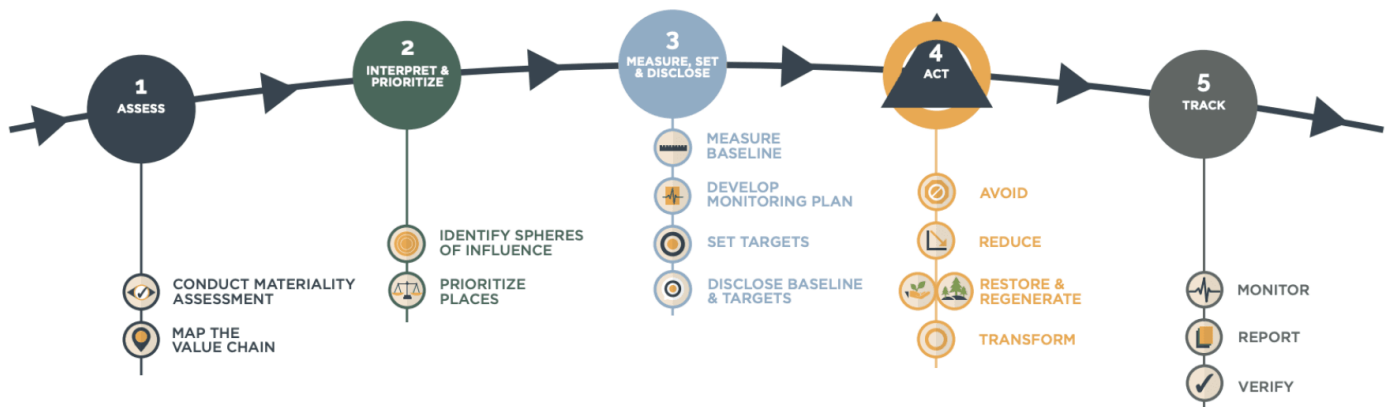 1
ASSESS
CONDUCT MATERIALITY
ASSESSMENT
MAP THE
VALUE CHAIN
2
INTERPRET &
PRIORITIZE
IDENTIFY SPHERES
OF INFLUENCE
PRIORITIZE
PLACES
3
MEASURE, SET
& DISCLOSE
MEASURE
BASELINE
DEVELOP
MONITORING PLAN
SET TARGETS
DISCLOSE BASELINE
& TARGETS
4
ACT
AVOID
REDUCE
RESTORE &
REGENERATE
TRANSFORM
5
TRACK
MONITOR
REPORT
VERIFY